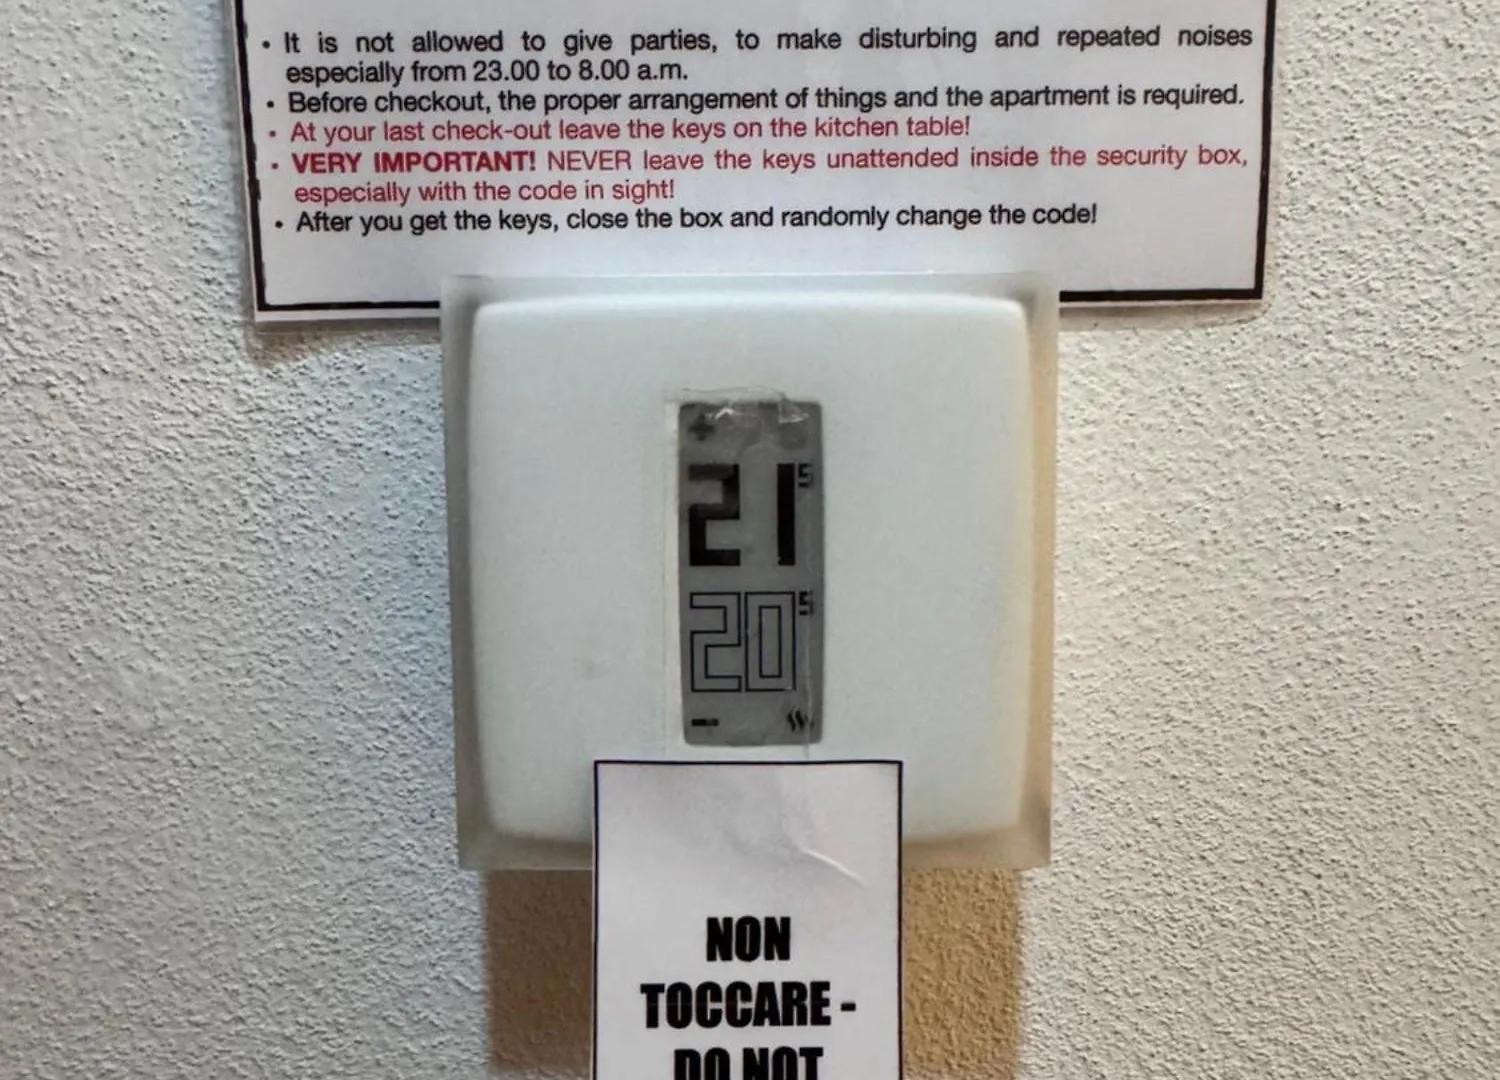 • It is not allowed to give parties, to make disturbing and repeated noises
especially from 23.00 to 8.00 a.m.
• Before checkout, the proper arrangement of things and the apartment is required.
• At your last check-out leave the keys on the kitchen table!
• VERY IMPORTANT! NEVER leave the keys unattended inside the security box,
especially with the code in sight!
• After you get the keys, close the box and randomly change the code!
+
21 5
20 5
-
NON
TOCCARE -
DO NOT